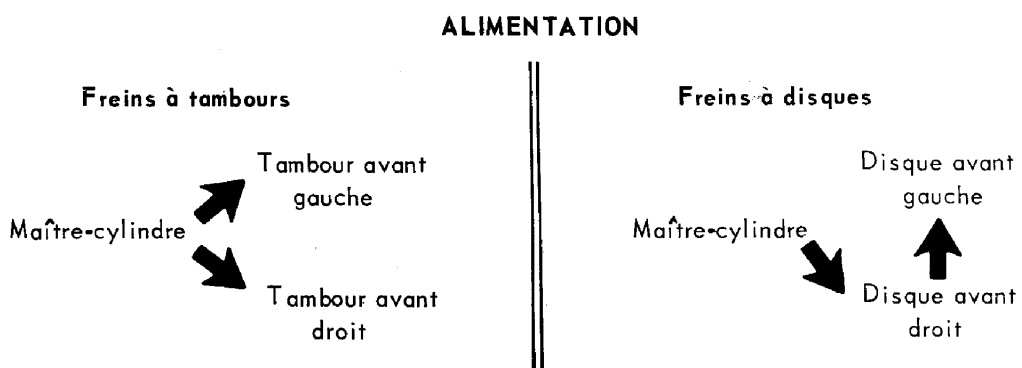 ALIMENTATION
Freins à tambours
Tambour avant
gauche
Maître-cylindre
Tambour avant
droit
Freins à disques
Disque avant
gauche
Maître-cylindre
Disque avant
droit